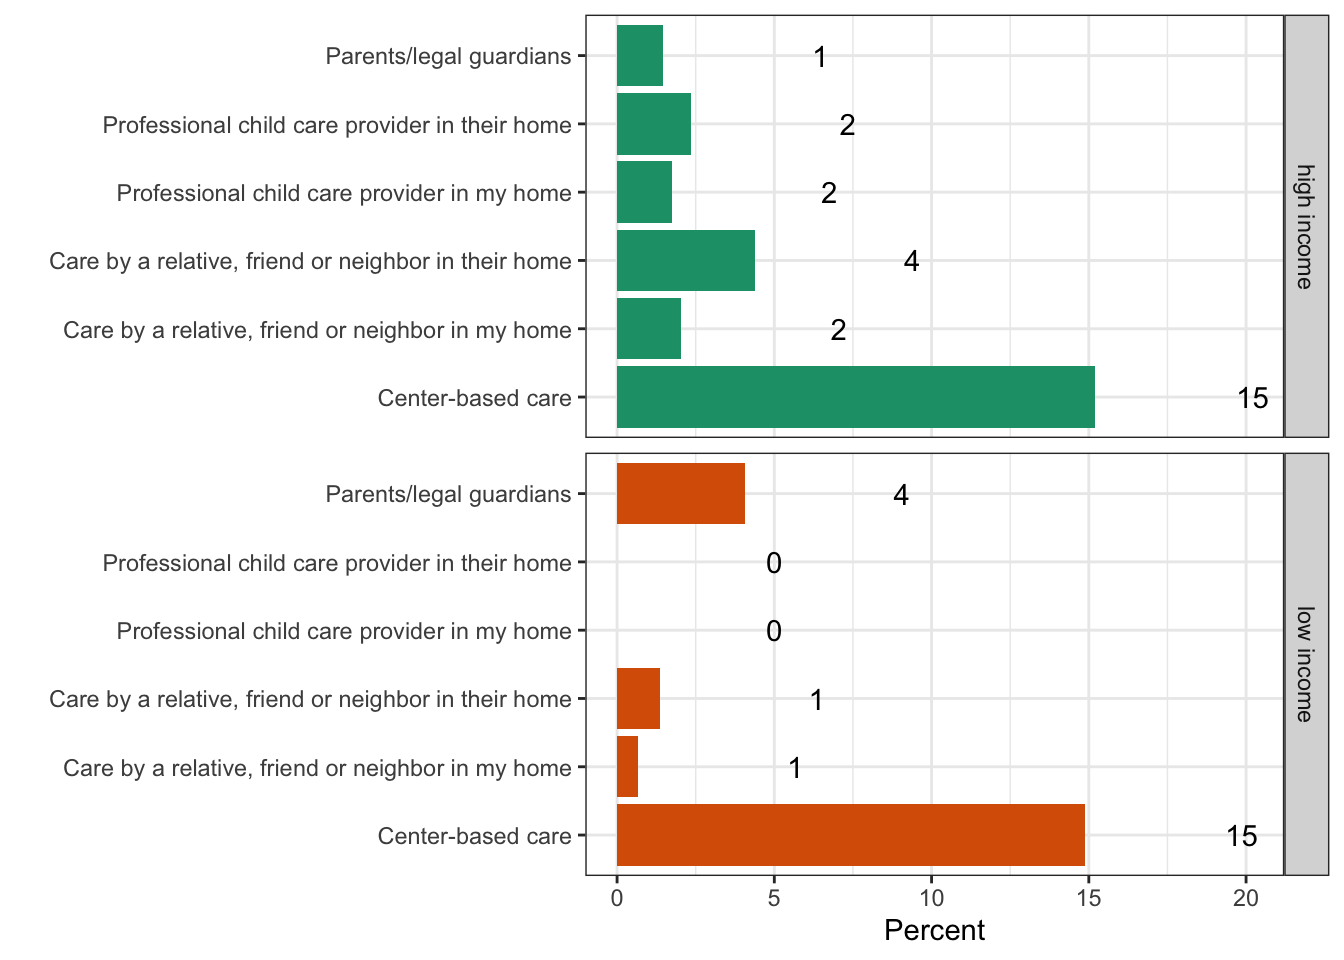 Parents/legal guardians 1
Professional child care provider in their home 2
Professional child care provider in my home 2
Care by a relative, friend or neighbor in their home 4
Care by a relative, friend or neighbor in my home 2
Center-based care 15
high income
Parents/legal guardians 4
Professional child care provider in their home 0
Professional child care provider in my home 0
Care by a relative, friend or neighbor in their home 1
Care by a relative, friend or neighbor in my home 1
Center-based care 15
low income
0 5 10 15 20
Percent